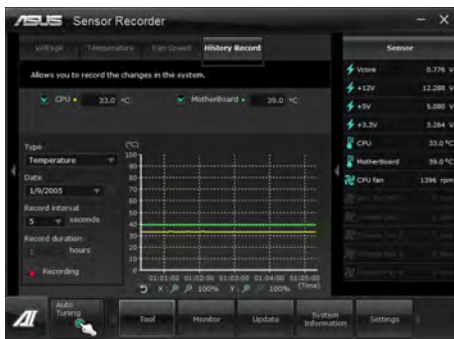 ASUS Sensor Recorder
Voltage Temperature Fan Speed History Record
Allows you to record the changes in the system.
CPU 33.0 ºC MotherBoard 39.0 ºC
Type
Temperature
Date
1/9/2005
Record interval
5 seconds
Record duration
hours
Recording
(ºC)
100
90
80
70
60
50
40
30
20
10
0
01:01:00 01:02:00 01:03:00 01:04:00 01:05:00
(Time)
X : 100% Y : 100%
Sensor
Vcore 0.776 V
+12V 12.288 V
+5V 5.080 V
+3.3V 3.264 V
CPU 33.0 ºC
MotherBoard 39.0 ºC
CPU fan 1396 rpm
Auto Tuning
Tool
Monitor
Update
System Information
Settings